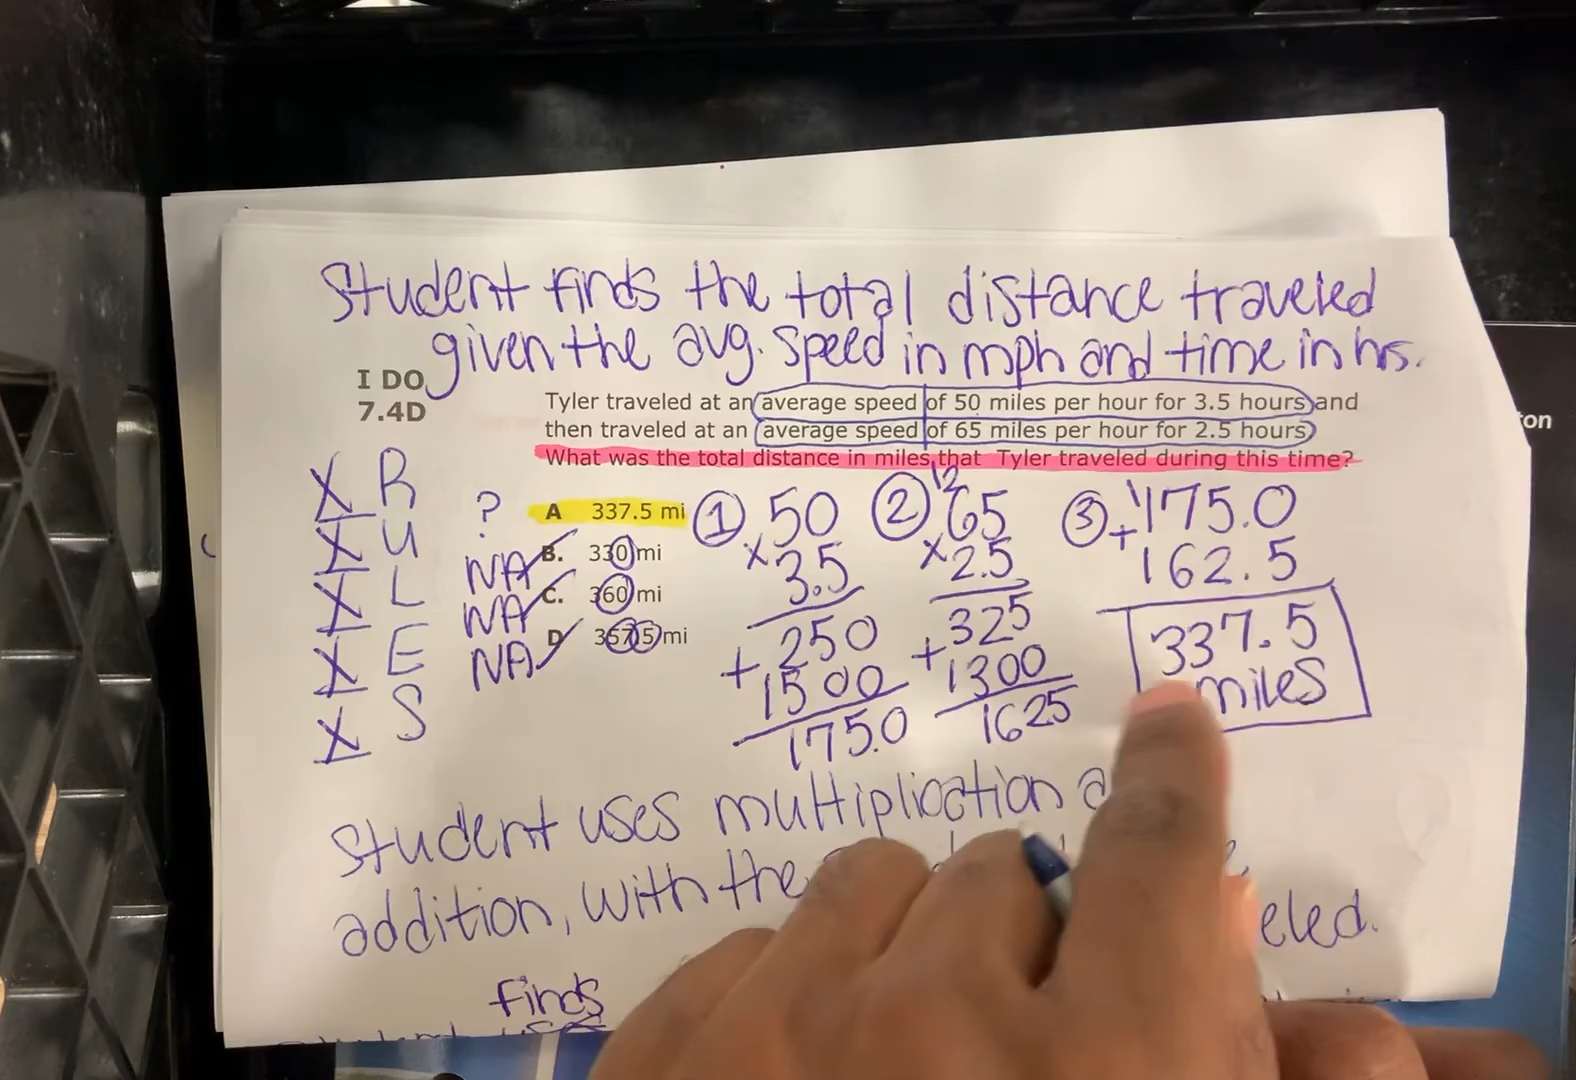 Student finds the total distance traveled
given the avg. speed in mph and time in hrs.
I DO
7.4D
Tyler traveled at an average speed of 50 miles per hour for 3.5 hours and
then traveled at an average speed of 65 miles per hour for 2.5 hours
What was the total distance in miles that Tyler traveled during this time?
X R
X U
X L
X E
X S
? A 337.5 mi
NA B. 330 mi
NA C. 360 mi
NA D 357.5 mi
① 50
x 3.5
250
+ 1500
175.0
② 12
65
x 2.5
325
+ 1300
1625
③ 1
175.0
+ 162.5
337.5
miles
Student uses multiplication a
addition, with the
eled.
finds
ton